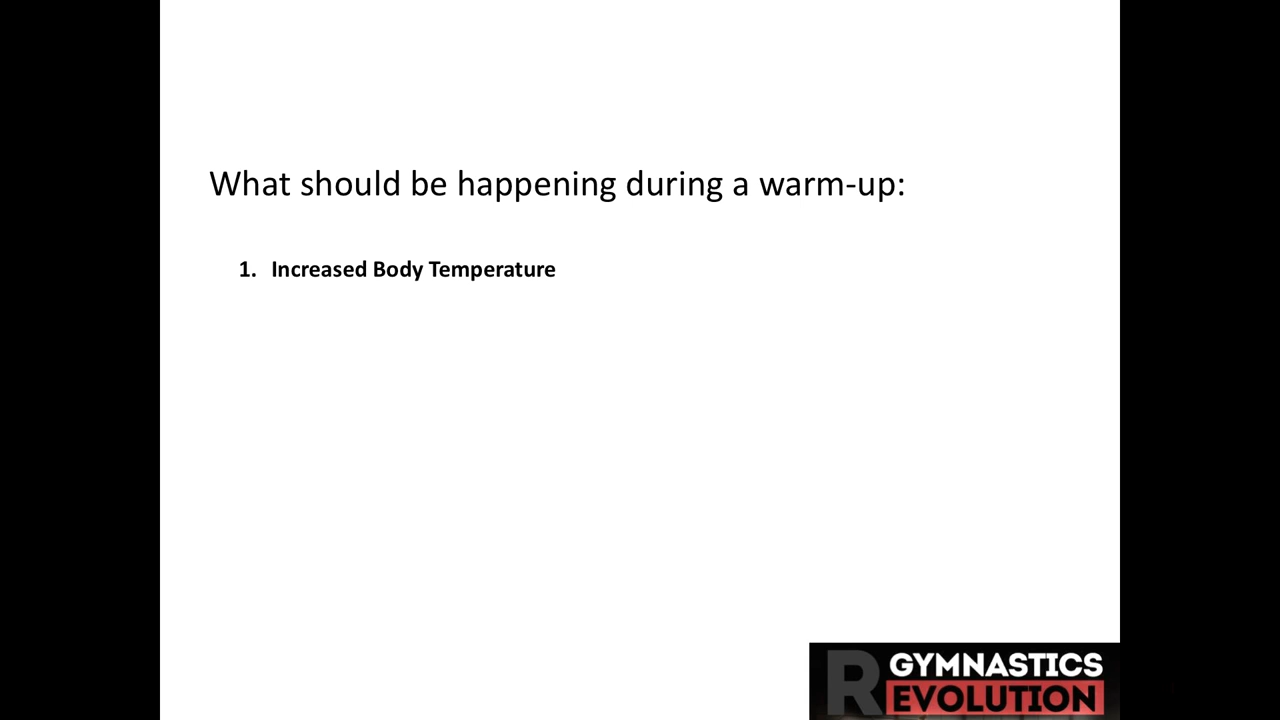 What should be happening during a warm-up:
1. Increased Body Temperature
R GYMNASTICS
EVOLUTION